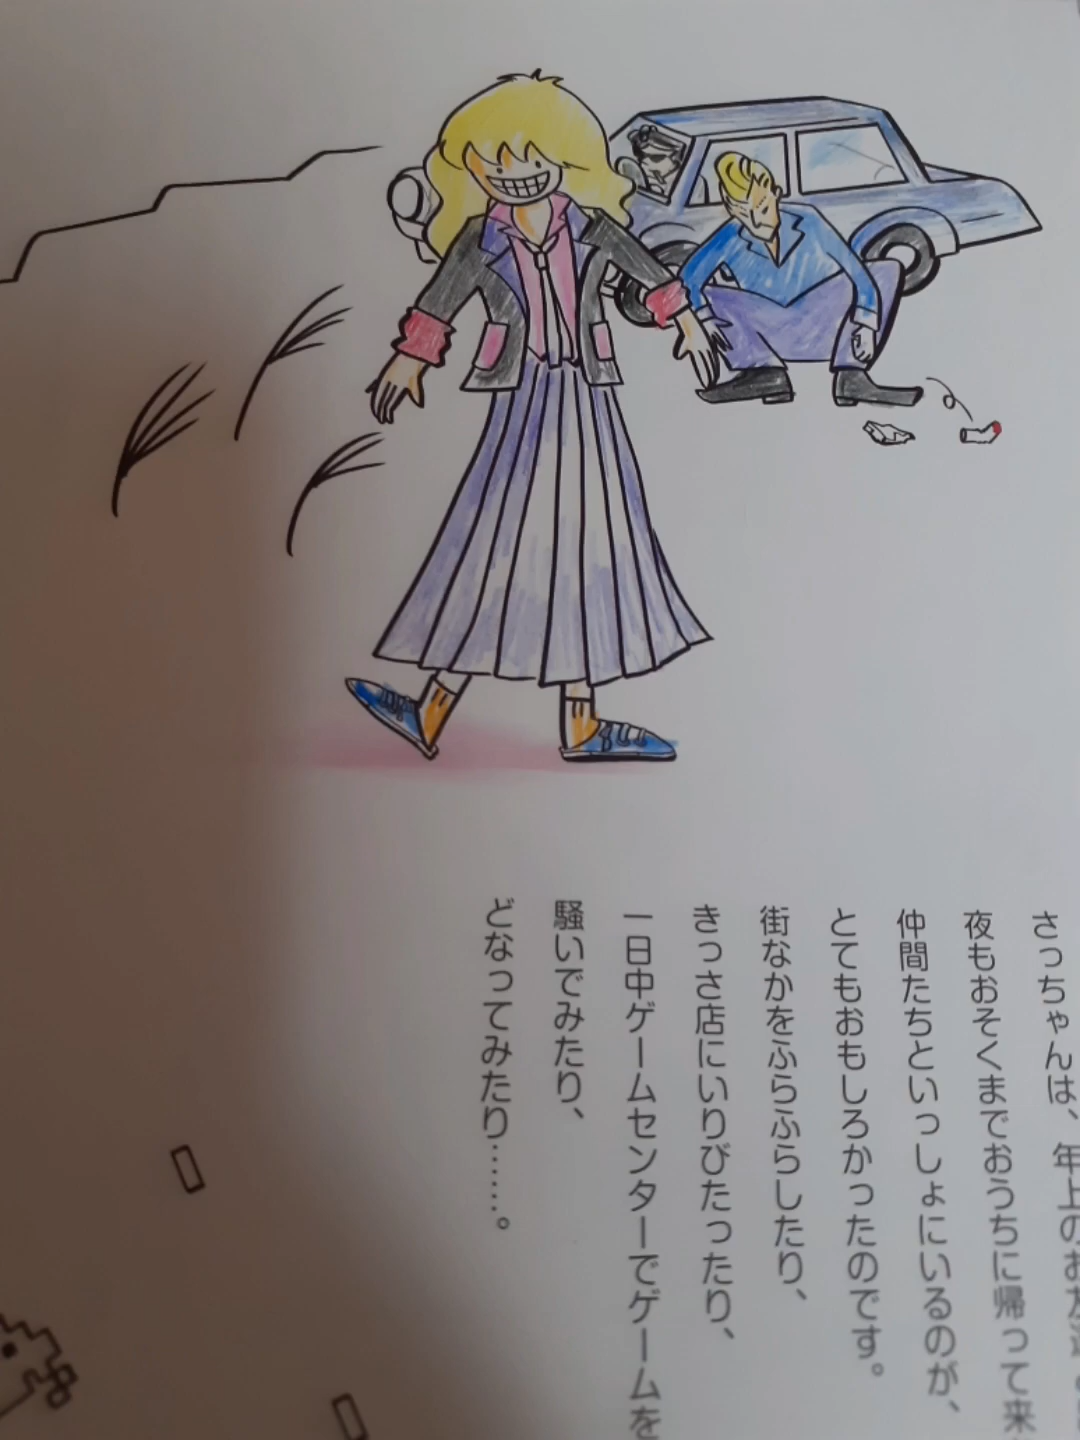 さっちゃんは、年上のお友達
夜もおそくまでおうちに帰って来
仲間たちといっしょにいるのが、
とてもおもしろかったのです。
街なかをふらふらしたり、
きっさ店にいりびたったり、
一日中ゲームセンターでゲームを
騒いでみたり、
どなってみたり……。